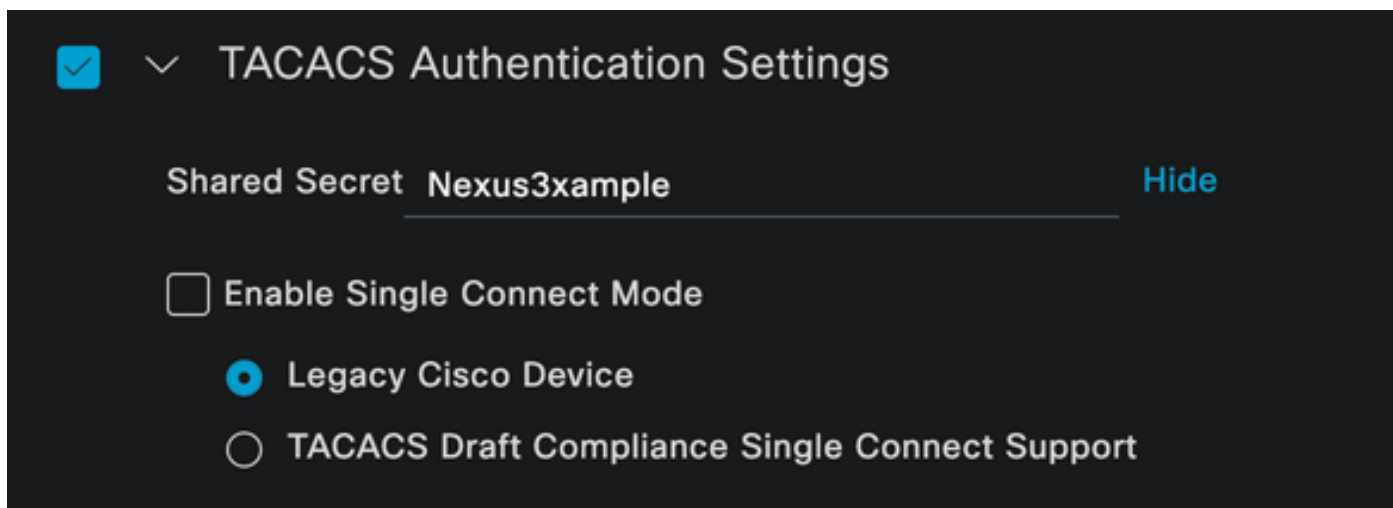 TACACS Authentication Settings
Shared Secret Nexus3xample Hide
Enable Single Connect Mode
Legacy Cisco Device
TACACS Draft Compliance Single Connect Support